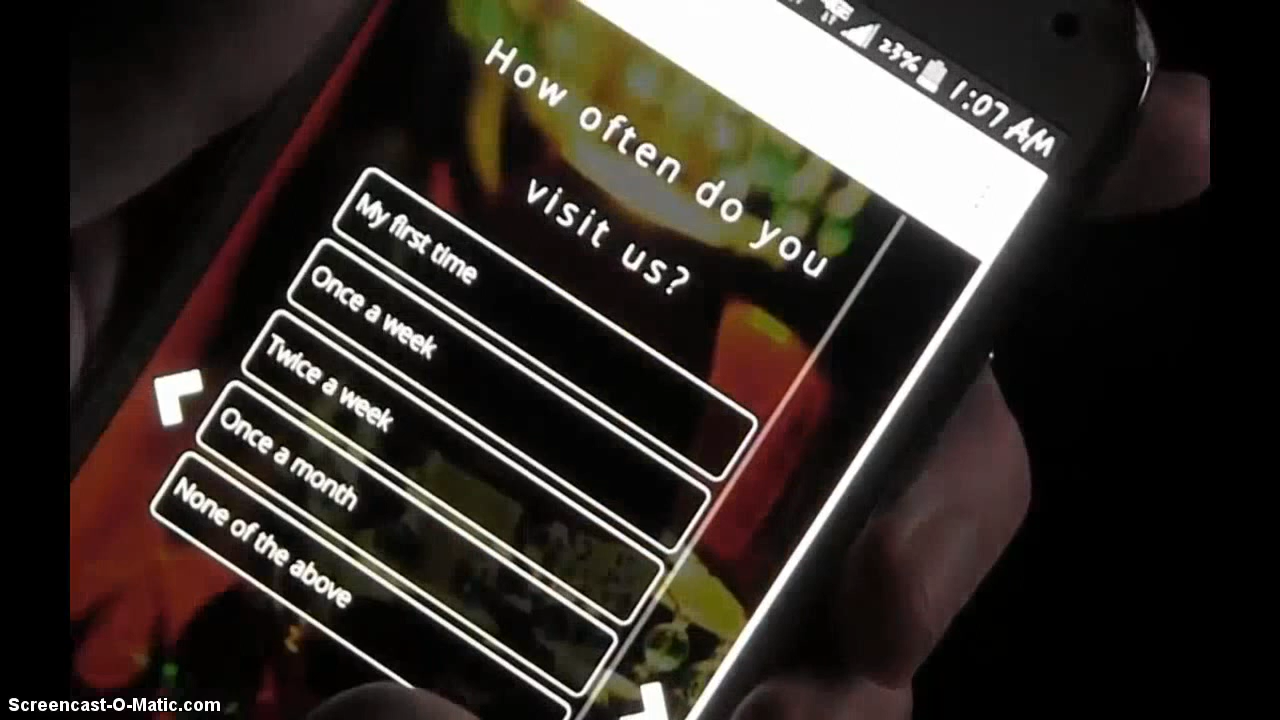 23% 1:07 AM
How often do you
visit us?
My first time
Once a week
Twice a week
Once a month
None of the above
Screencast-O-Matic.com